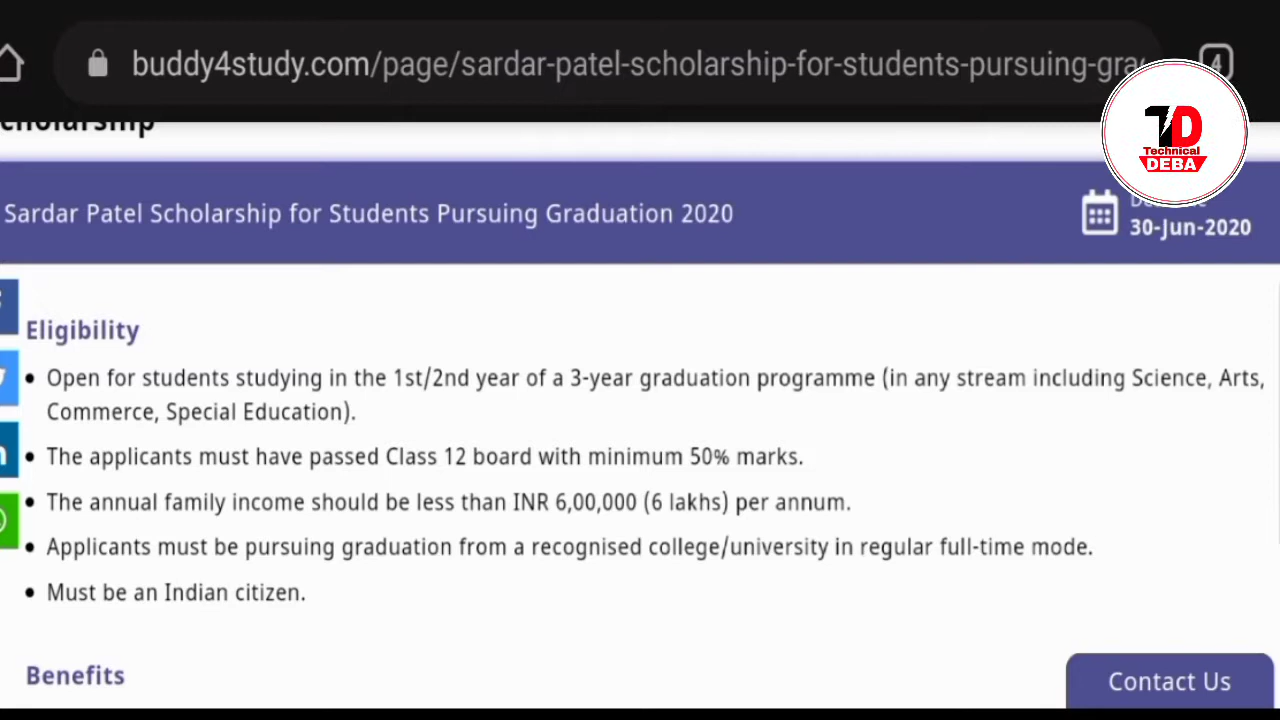 buddy4study.com/page/sardar-patel-scholarship-for-students-pursuing-gra
4
TD
Technical
DEBA
cholarship
Sardar Patel Scholarship for Students Pursuing Graduation 2020
30-Jun-2020
Eligibility
• Open for students studying in the 1st/2nd year of a 3-year graduation programme (in any stream including Science, Arts,
Commerce, Special Education).
• The applicants must have passed Class 12 board with minimum 50% marks.
• The annual family income should be less than INR 6,00,000 (6 lakhs) per annum.
• Applicants must be pursuing graduation from a recognised college/university in regular full-time mode.
• Must be an Indian citizen.
Benefits
Contact Us